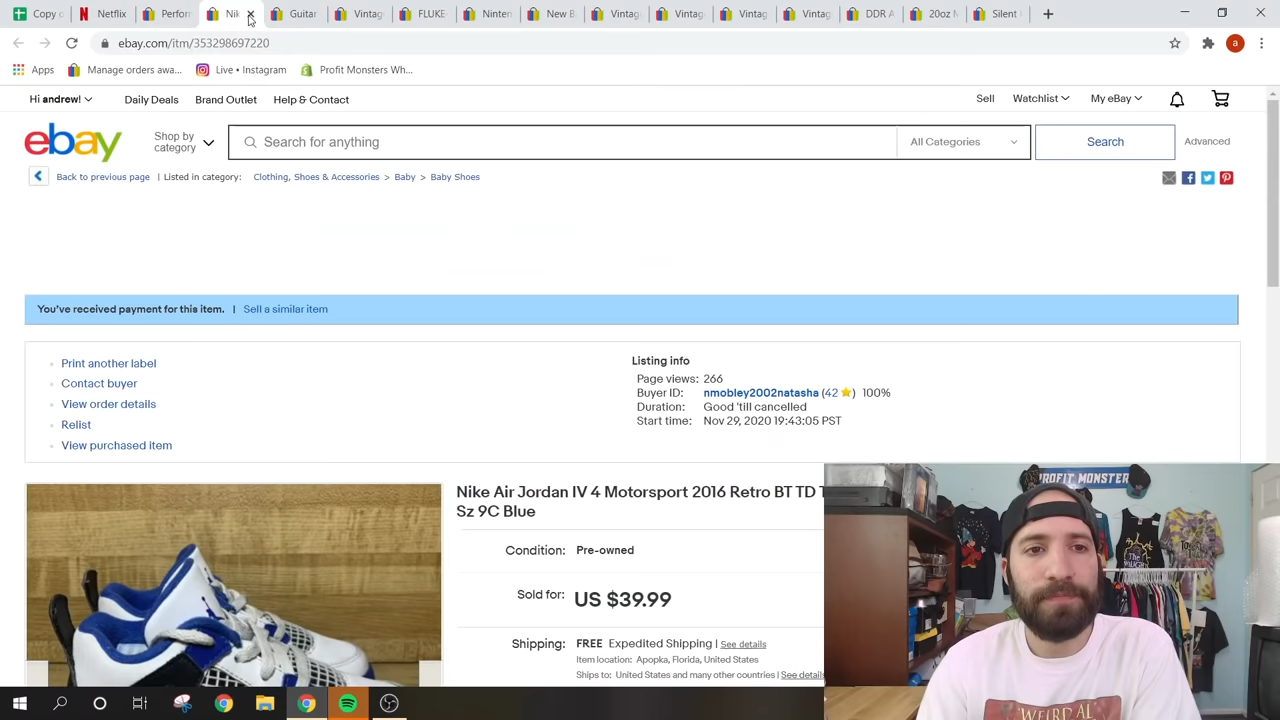 Copy o Netflix Perforn Nik Guitar Vintag FLUKE Ninten New B Vintag Vintag Vintag Vintag DDR A 20oz M Silent
ebay.com/itm/353298697220 a
Apps Manage orders awa... Live • Instagram Profit Monsters Wh...
Hi andrew! Daily Deals Brand Outlet Help & Contact Sell Watchlist My eBay
ebay Shop by category Search for anything All Categories Search Advanced
Back to previous page | Listed in category: Clothing, Shoes & Accessories > Baby > Baby Shoes
You've received payment for this item. | Sell a similar item
Print another label
Contact buyer
View order details
Relist
View purchased item
Listing info
Page views: 266
Buyer ID: nmobley2002natasha (42 ) 100%
Duration: Good 'till cancelled
Start time: Nov 29, 2020 19:43:05 PST
Nike Air Jordan IV 4 Motorsport 2016 Retro BT TD T
Sz 9C Blue
Condition: Pre-owned
Sold for: US $39.99
Shipping: FREE Expedited Shipping | See details
Item location: Apopka, Florida, United States
Ships to: United States and many other countries | See details
PROFIT MONSTER
WEIRD AL